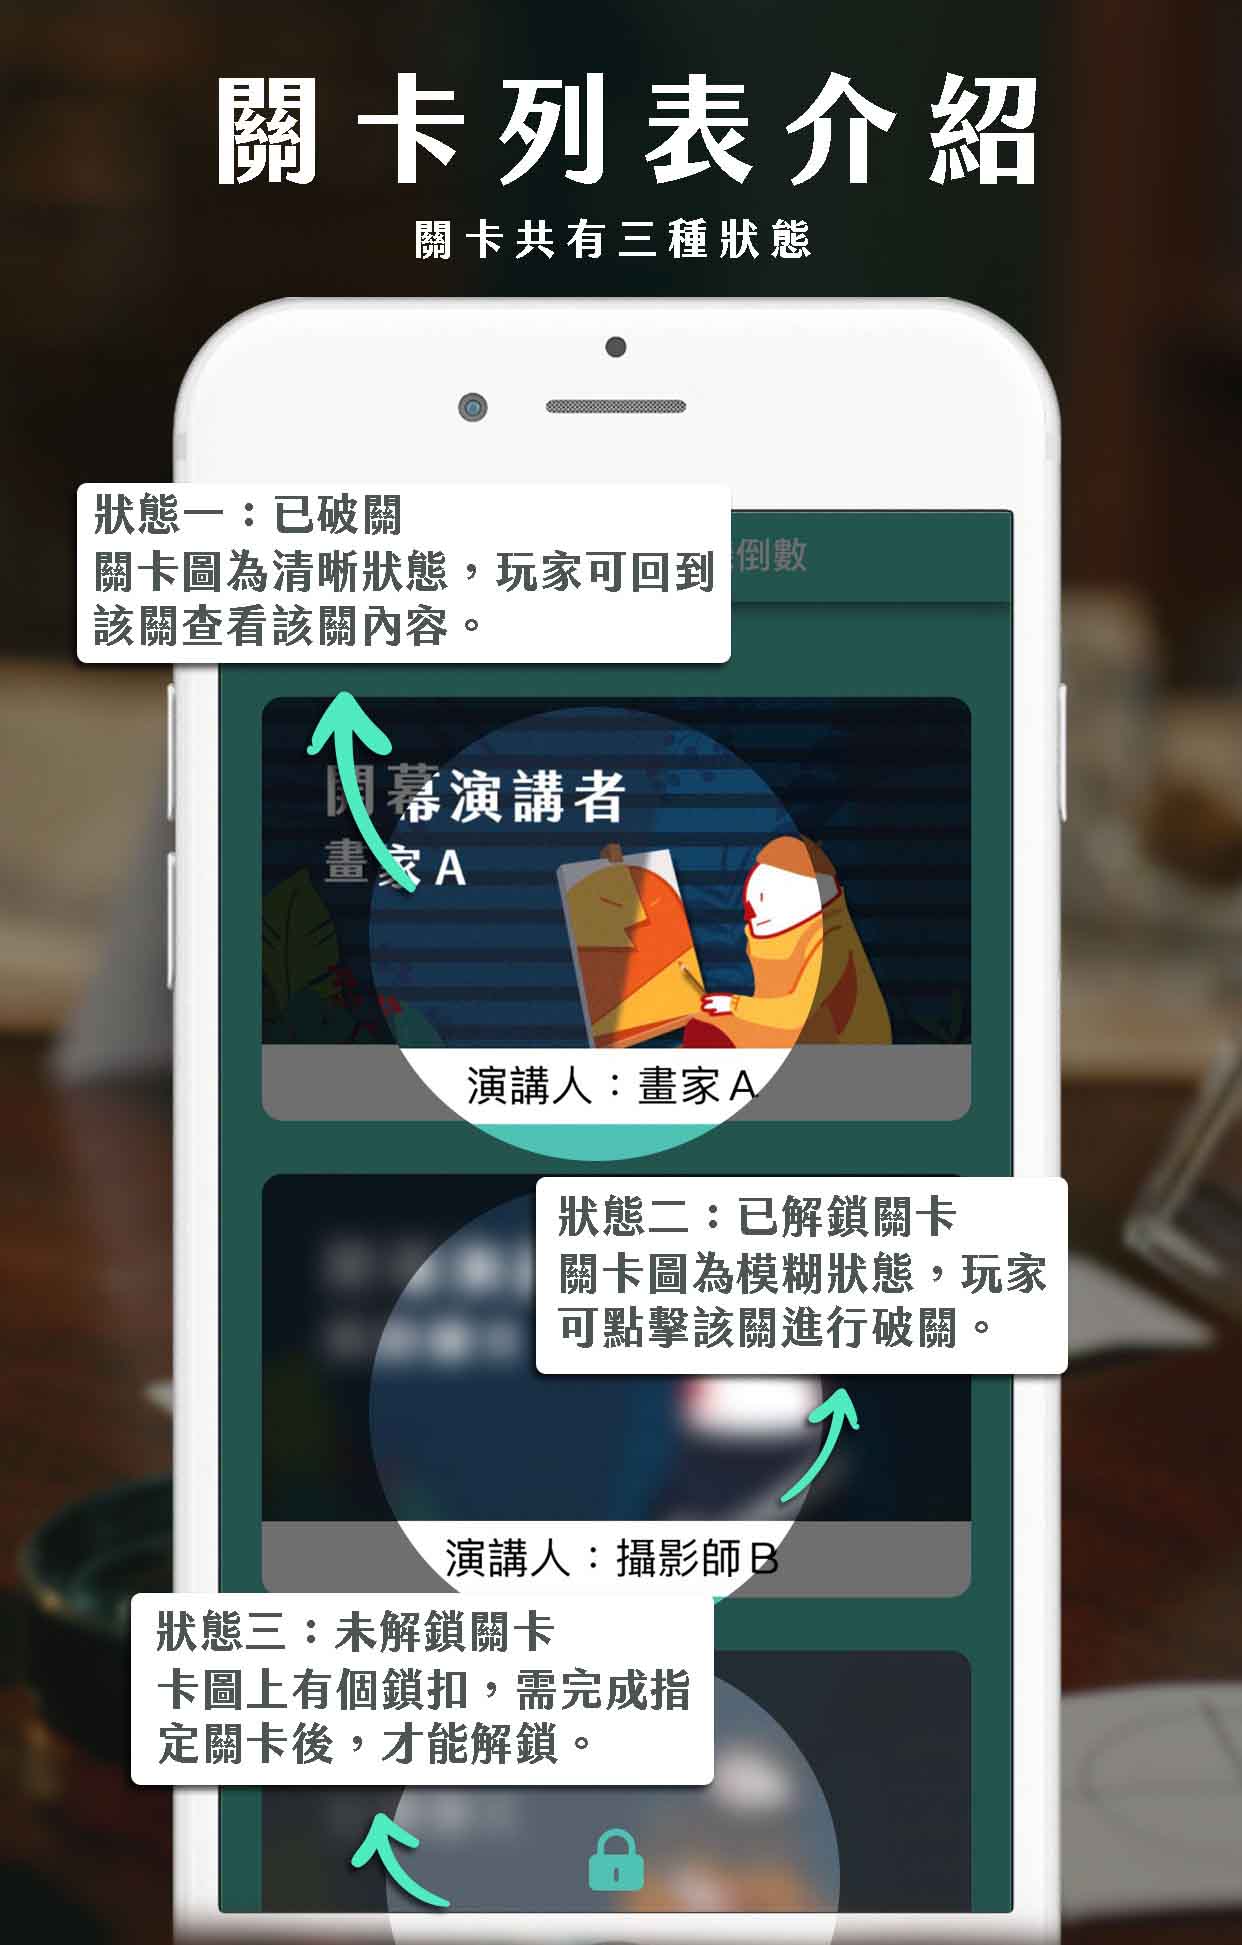 關卡列表介紹
關卡共有三種狀態
倒數
狀態一：已破關
關卡圖為清晰狀態，玩家可回到
該關查看該關內容。
開幕演講者
畫家A
演講人：畫家A
狀態二：已解鎖關卡
關卡圖為模糊狀態，玩家
可點擊該關進行破關。
演講人：攝影師B
狀態三：未解鎖關卡
卡圖上有個鎖扣，需完成指
定關卡後，才能解鎖。